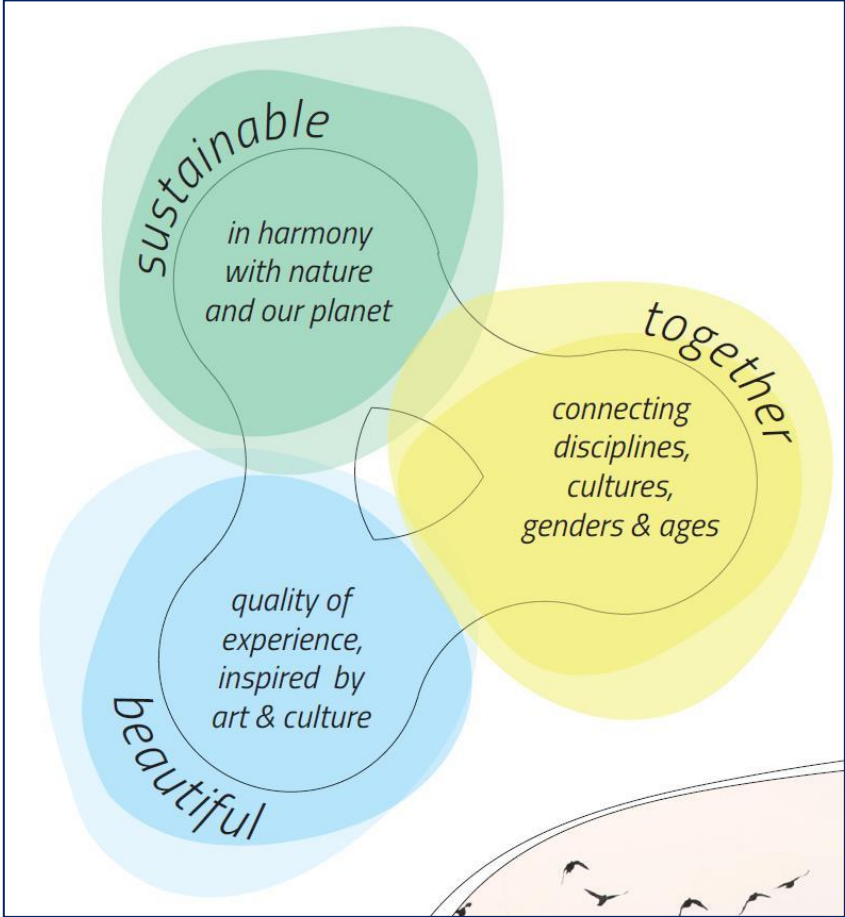 sustainable
in harmony
with nature
and our planet
together
connecting
disciplines,
cultures,
genders & ages
quality of
experience,
inspired by
art & culture
beautiful